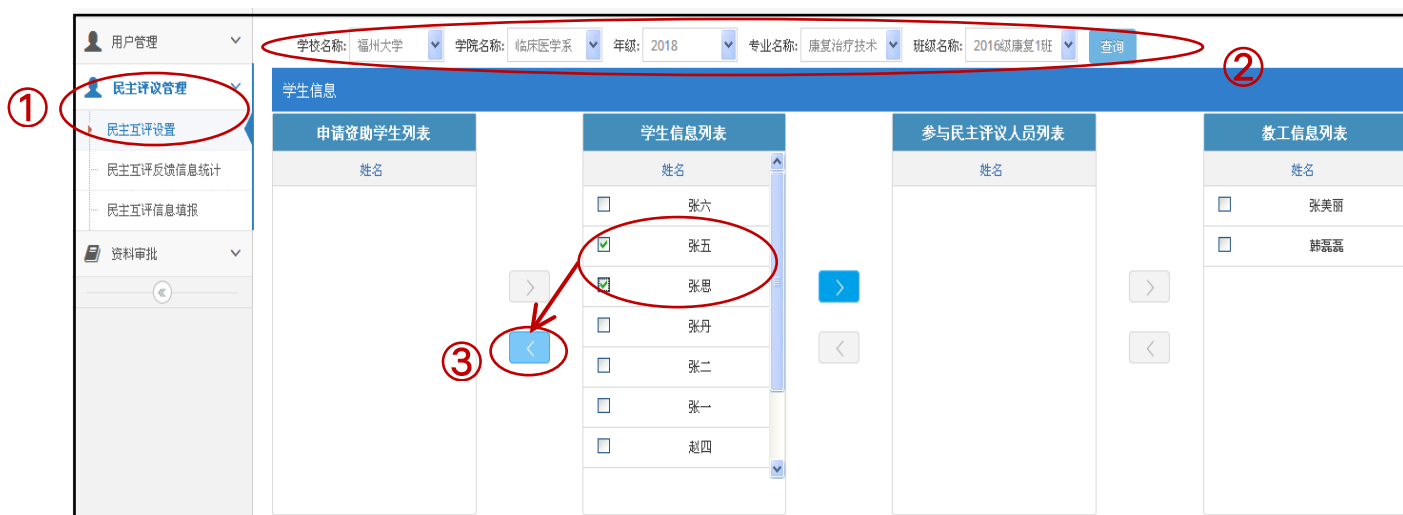 用户管理
学校名称: 福州大学 学院名称: 临床医学系 年级: 2018 专业名称: 康复治疗技术 班级名称: 2016级康复1班 查询
②
①
民主评议管理
学生信息
民主互评设置
申请资助学生列表 学生信息列表 参与民主评议人员列表 教工信息列表
民主互评反馈信息统计
姓名 姓名 姓名 姓名
民主互评信息填报
张六 张美丽
资料审批
张五 韩磊磊
张思
张丹
③
张二
张一
赵四